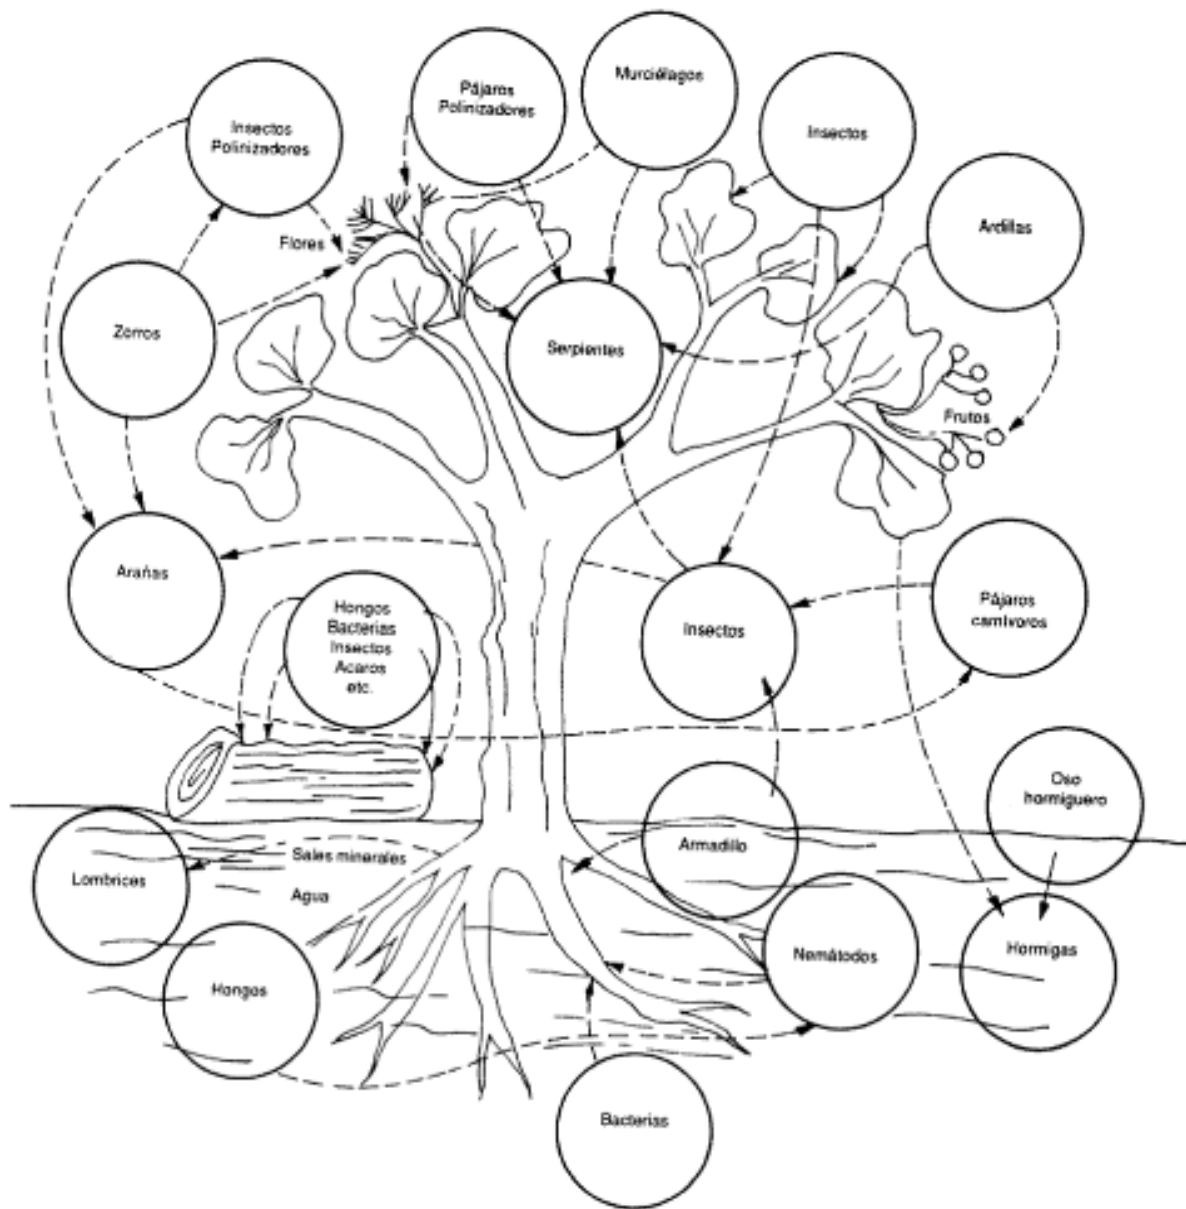 Murciélagos
Pájaros
Polinizadores
Insectos
Polinizadores
Insectos
Ardillas
Flores
Zorros
Serpientes
Frutos
Arañas
Hongos
Bacterias
Insectos
Acaros
etc.
Insectos
Pájaros
carnívoros
Oso
hormiguero
Sales minerales
Armadillo
Lombrices
Agua
Nemátodos
Hormigas
Hongos
Bacterias